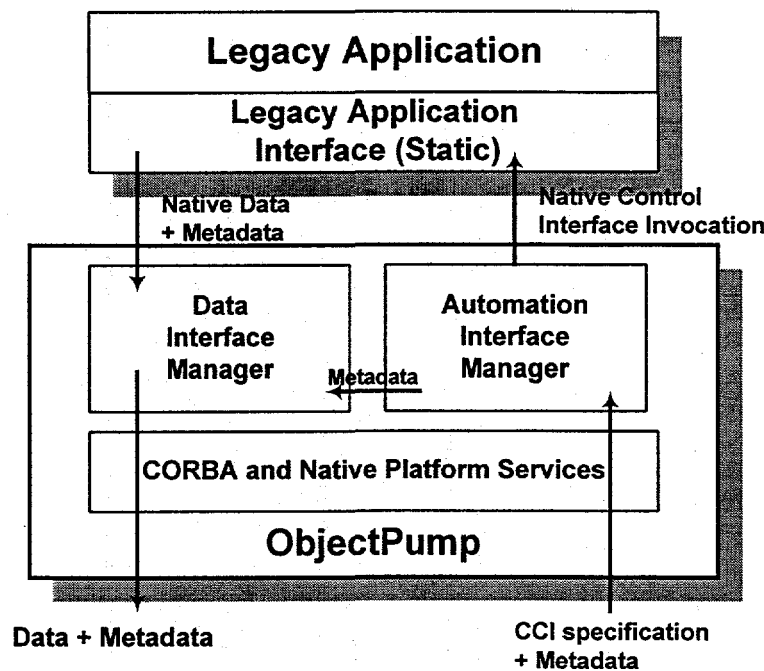 Legacy Application
Legacy Application
Interface (Static)
Native Data
+ Metadata
Native Control
Interface Invocation
Data
Interface
Manager
Metadata
Automation
Interface
Manager
CORBA and Native Platform Services
ObjectPump
Data + Metadata
CCI specification
+ Metadata